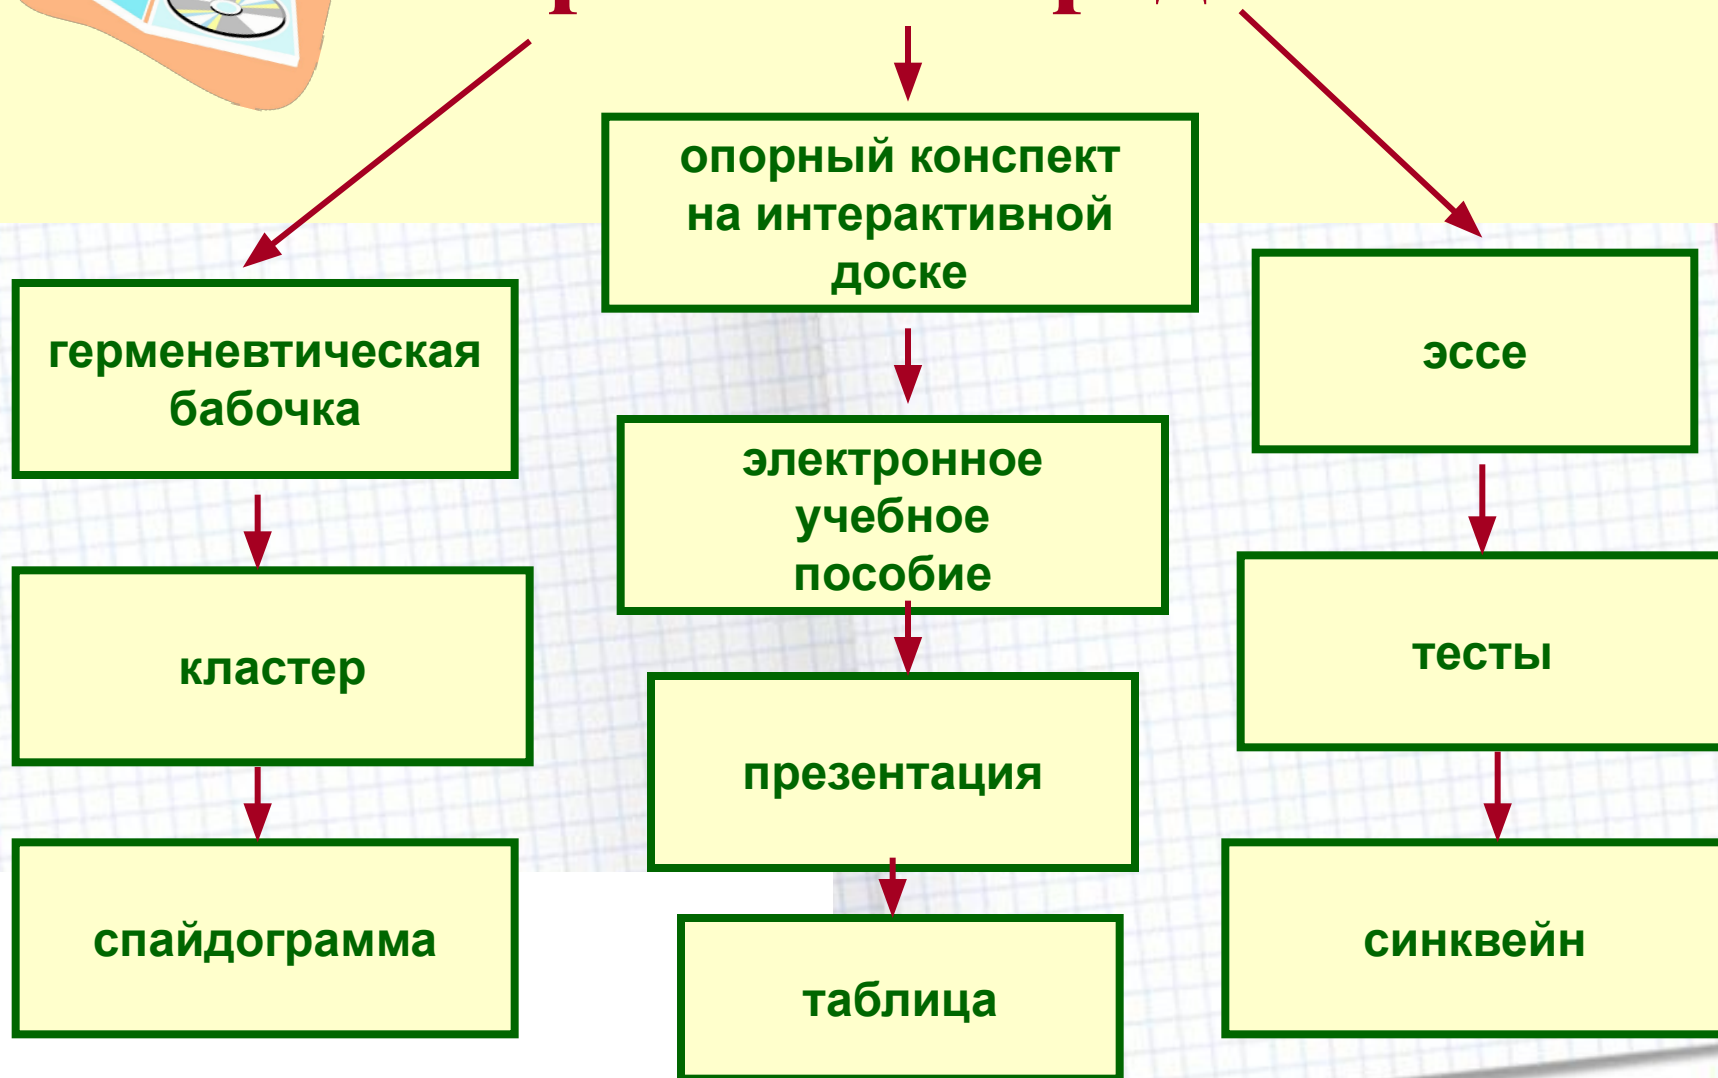 опорный конспект
на интерактивной
доске
герменевтическая
бабочка
эссе
электронное
учебное
пособие
кластер
тесты
презентация
спайдограмма
синквейн
таблица